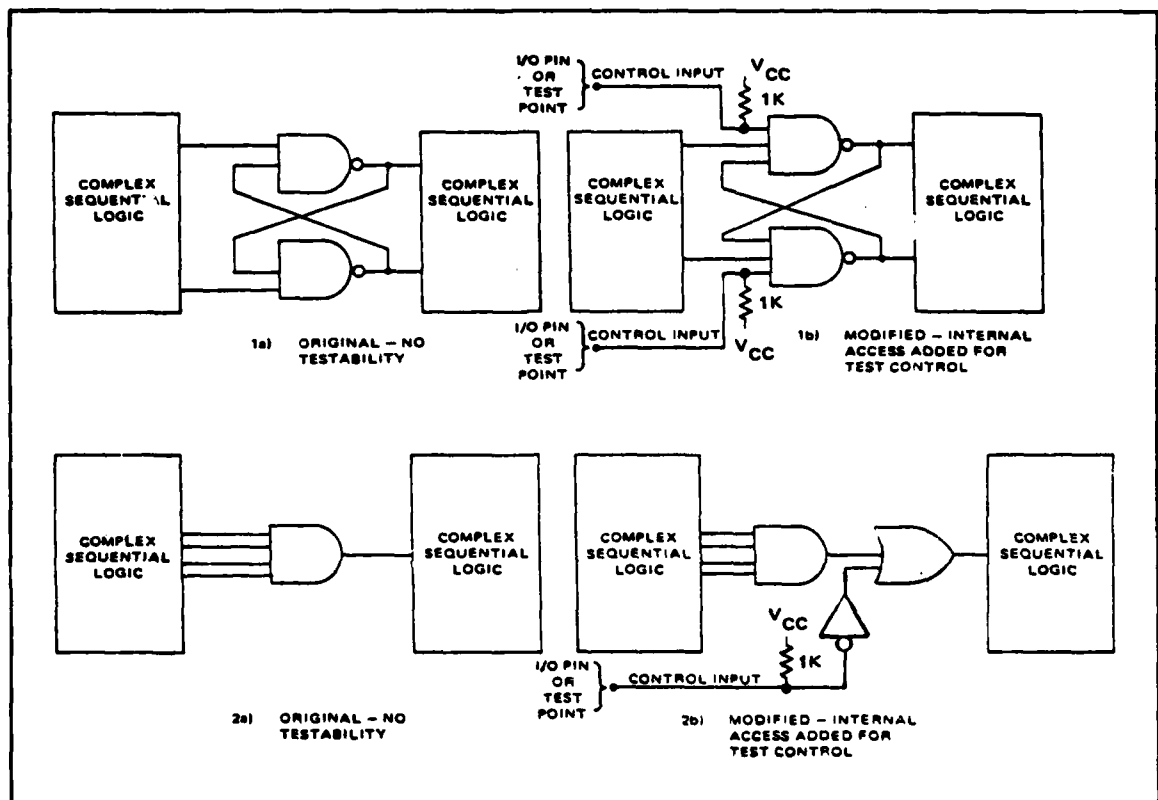 I/O PIN
OR
TEST
POINT
CONTROL INPUT
VCC
1K
COMPLEX
LOGIC
COMPLEX
SEQUENTIAL
LOGIC
COMPLEX
SEQUENTIAL
LOGIC
COMPLEX
SEQUENTIAL
LOGIC
1K
VCC
I/O PIN
OR
TEST
POINT
CONTROL INPUT
1a) ORIGINAL – NO
TESTABILITY
1b) MODIFIED – INTERNAL
ACCESS ADDED FOR
TEST CONTROL
COMPLEX
SEQUENTIAL
LOGIC
COMPLEX
SEQUENTIAL
LOGIC
COMPLEX
SEQUENTIAL
LOGIC
COMPLEX
SEQUENTIAL
LOGIC
VCC
1K
I/O PIN
OR
TEST
POINT
CONTROL INPUT
2a) ORIGINAL – NO
TESTABILITY
2b) MODIFIED – INTERNAL
ACCESS ADDED FOR
TEST CONTROL